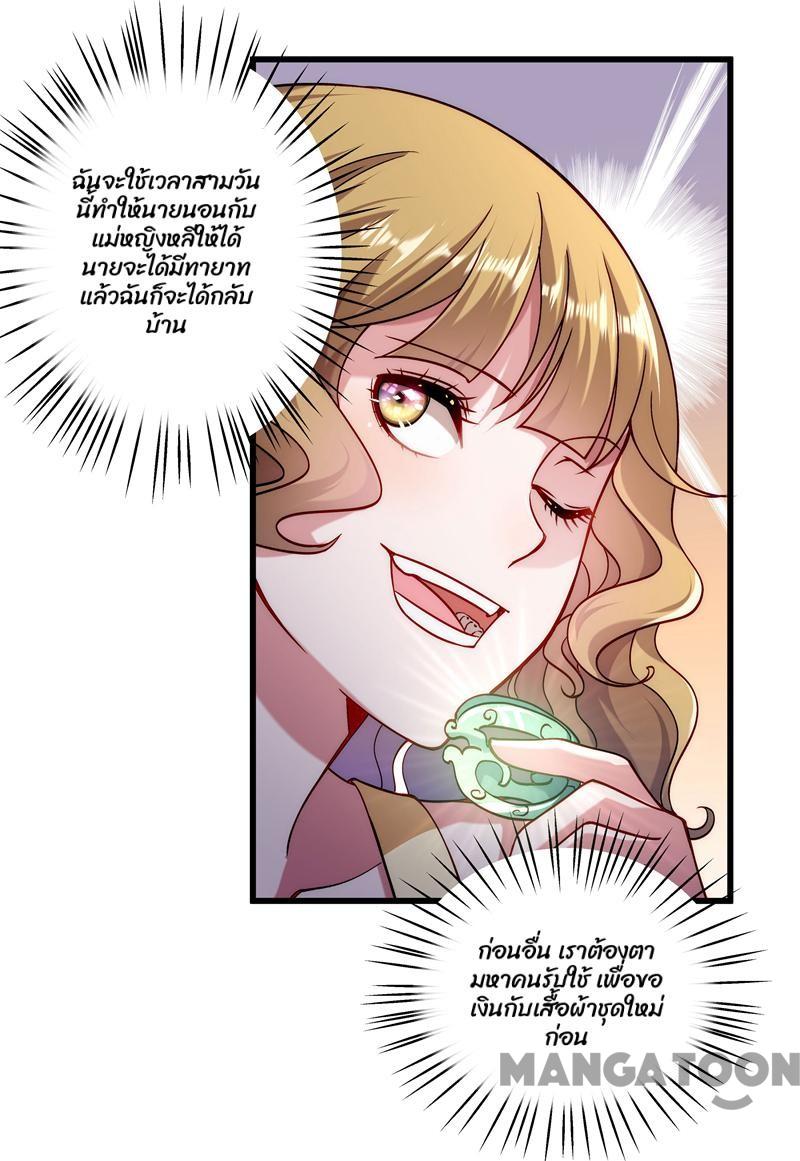 ฉันจะใช้เวลาสามวัน
นี้ทำให้นายนอนกับ
แม่หญิงหลีให้ได้
นายจะได้มีทายาท
แล้วฉันก็จะได้กลับ
บ้าน
ก่อนอื่น เราต้องตา
มหาคนรับใช้ เพื่อขอ
เงินกับเสื้อผ้าชุดใหม่
ก่อน
MANGATOON